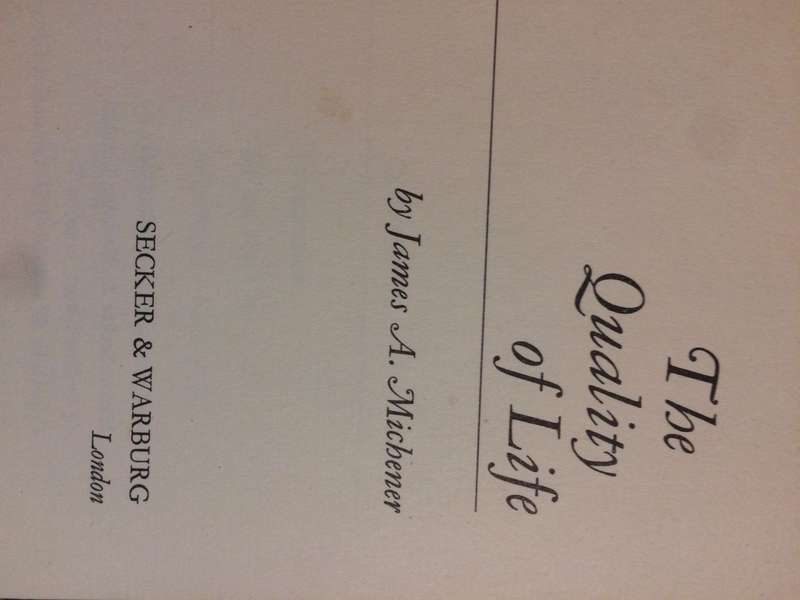 The
Quality
of Life
by James A. Michener
SECKER & WARBURG
London